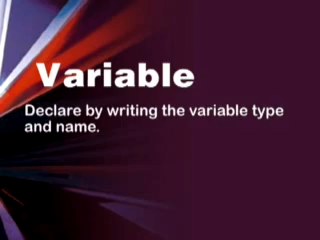 Variable
Declare by writing the variable type
and name.